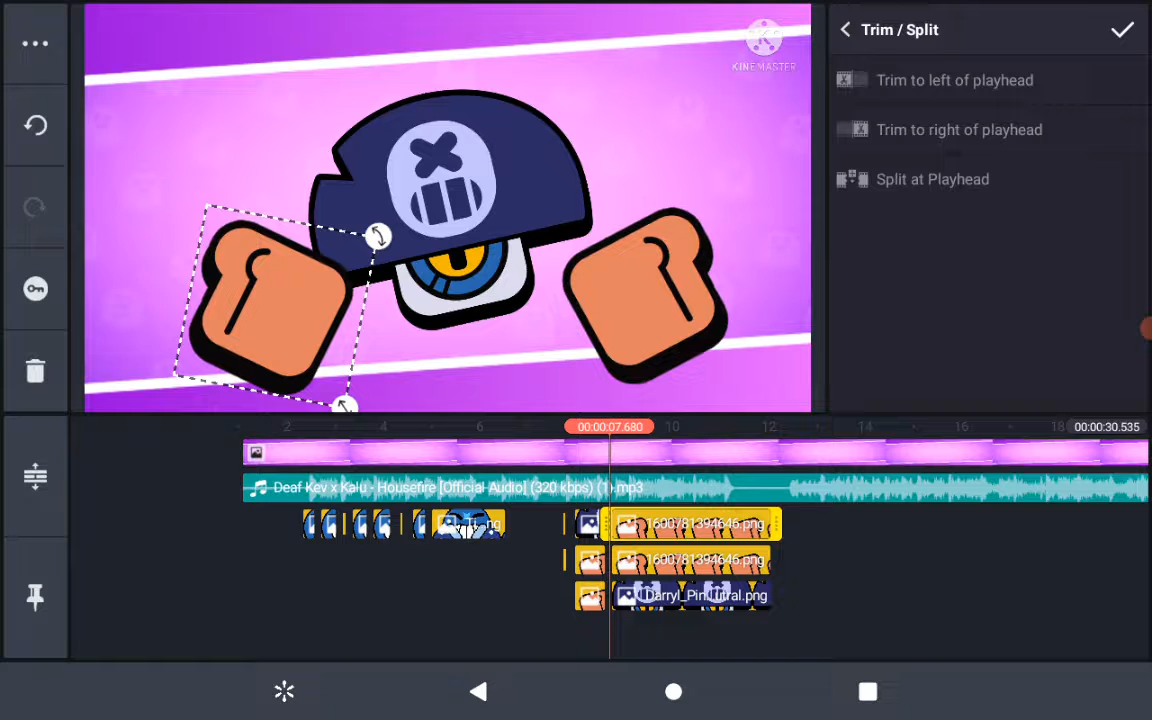 Trim / Split
KINEMASTER
Trim to left of playhead
Trim to right of playhead
Split at Playhead
2 4 6 00:00:07.680 10 12 14 16 18 00:00:30.535
Deaf Kev x Kalu - Housefire [Official Audio] (320 kbps) (1).mp3
1600781394646.png
1600781394646.png